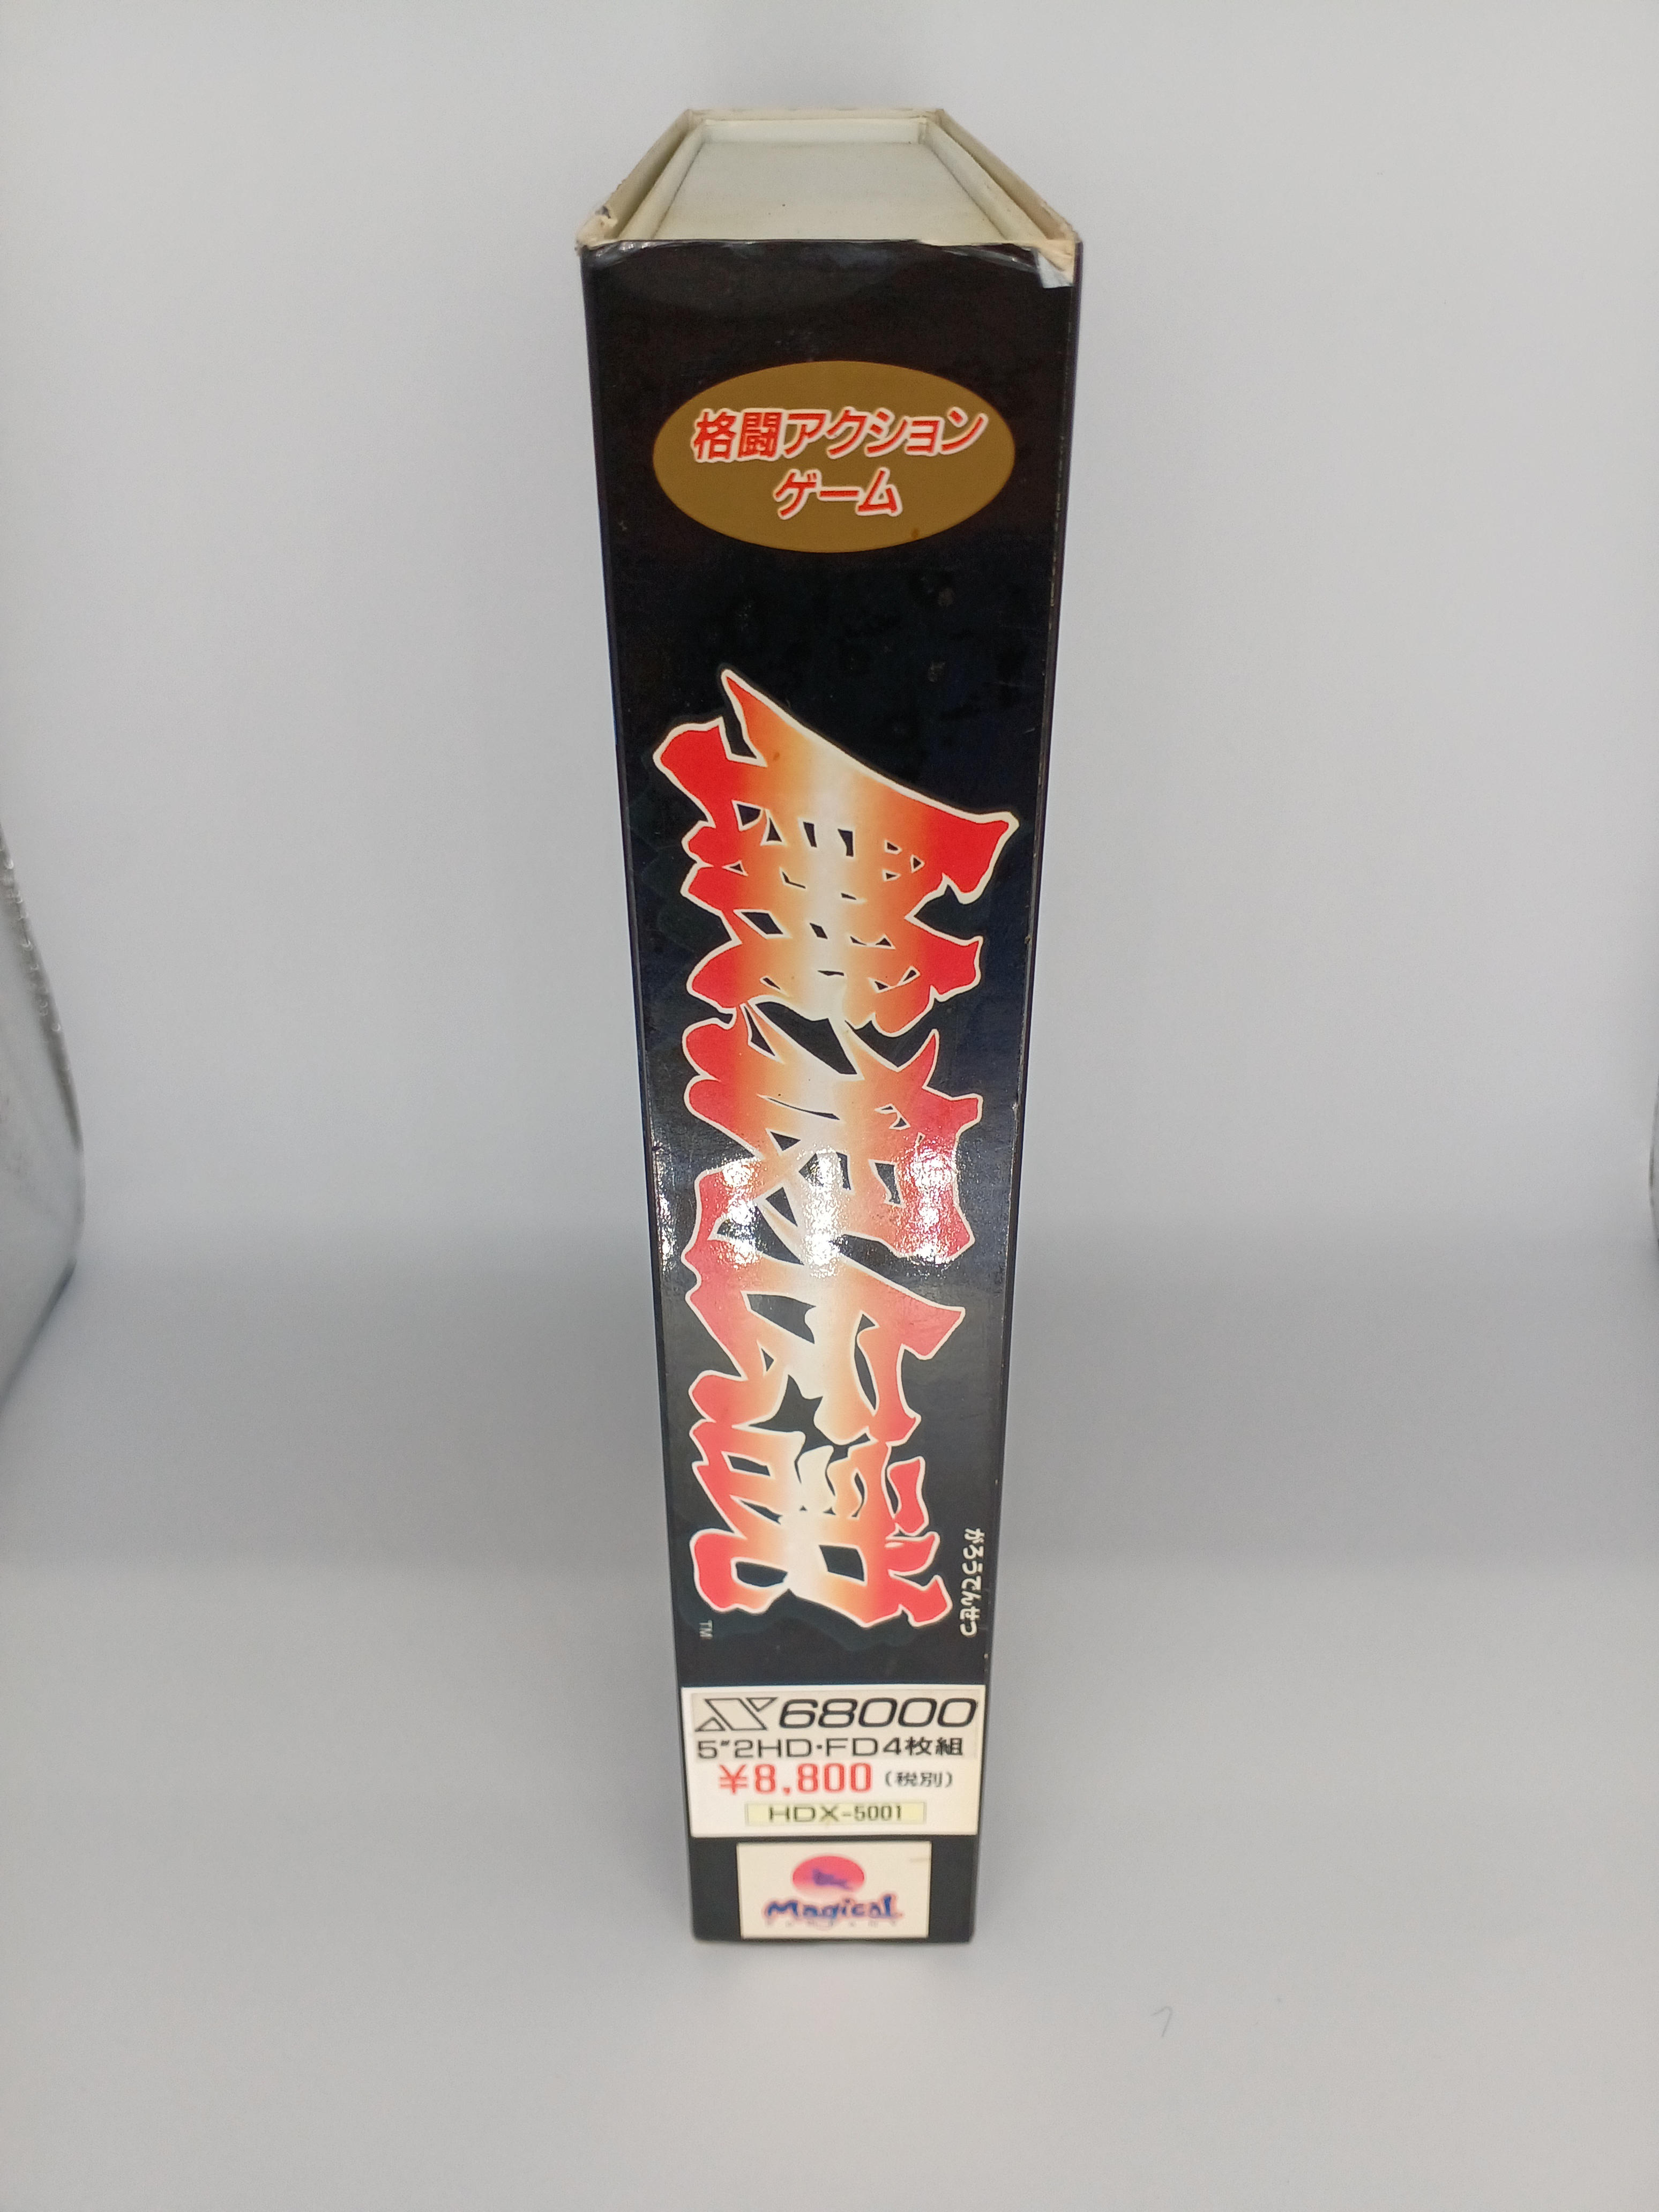 格闘アクション
ゲーム
餓狼伝説
がろうでんせつ
TM
X68000
5"2HD・FD4枚組
¥8,800(税別)
HDX-5001
Magical